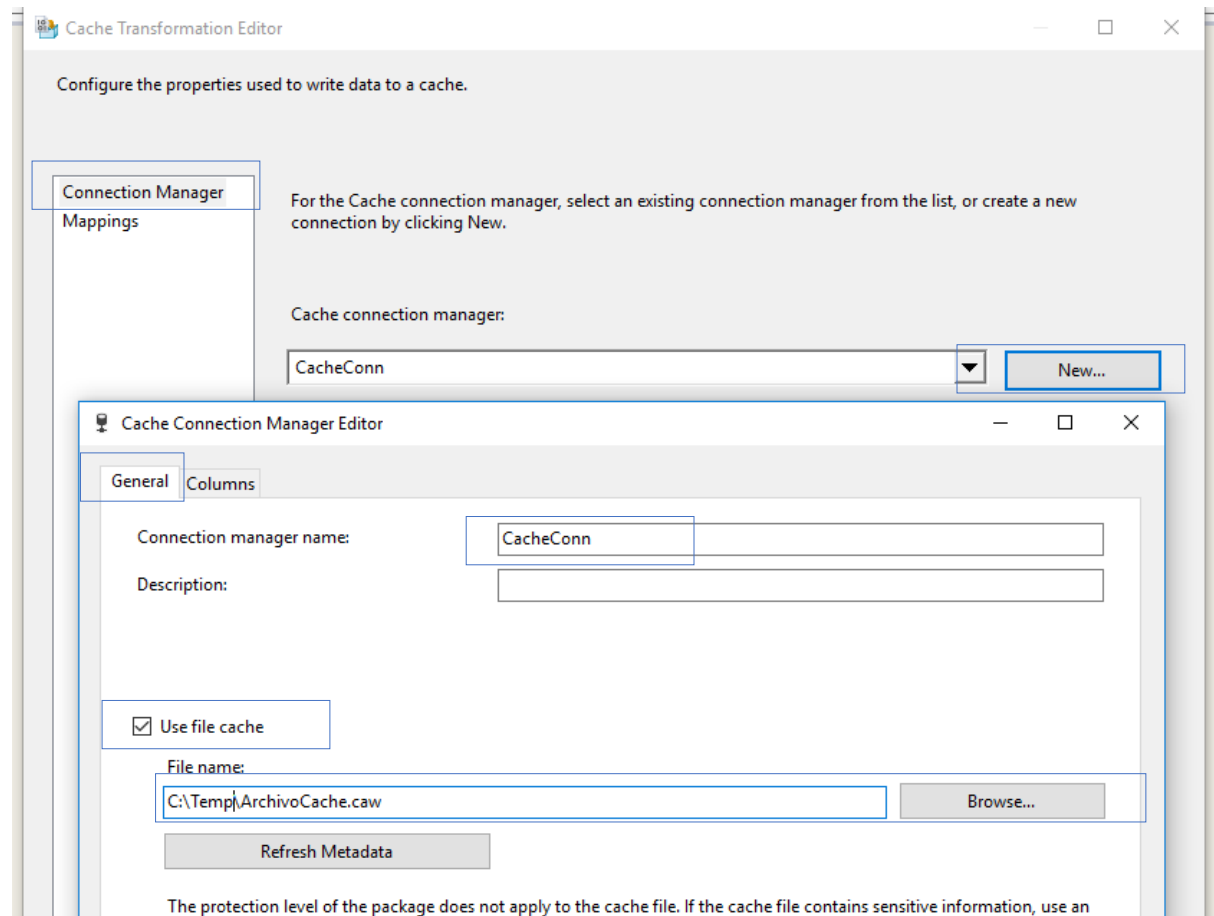 Cache Transformation Editor
Configure the properties used to write data to a cache.
Connection Manager
Mappings
For the Cache connection manager, select an existing connection manager from the list, or create a new
connection by clicking New.
Cache connection manager:
CacheConn
New...
Cache Connection Manager Editor
General
Columns
Connection manager name:
CacheConn
Description:
Use file cache
File name:
C:\Temp\ArchivoCache.caw
Browse...
Refresh Metadata
The protection level of the package does not apply to the cache file. If the cache file contains sensitive information, use an